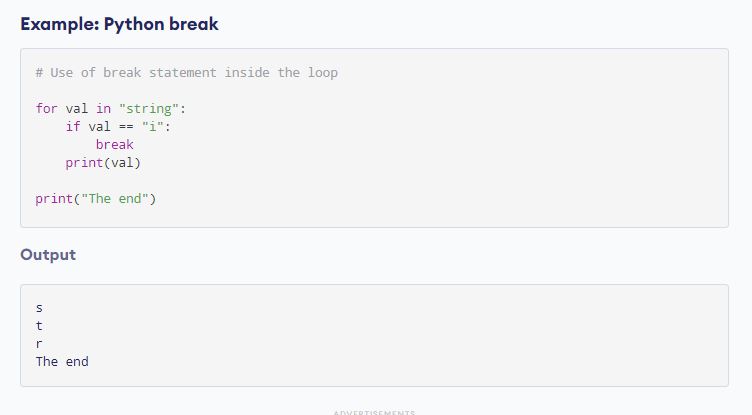 Example: Python break
# Use of break statement inside the loop
for val in "string":
    if val == "i":
        break
    print(val)
print("The end")
Output
s
t
r
The end
ADVERTISEMENTS